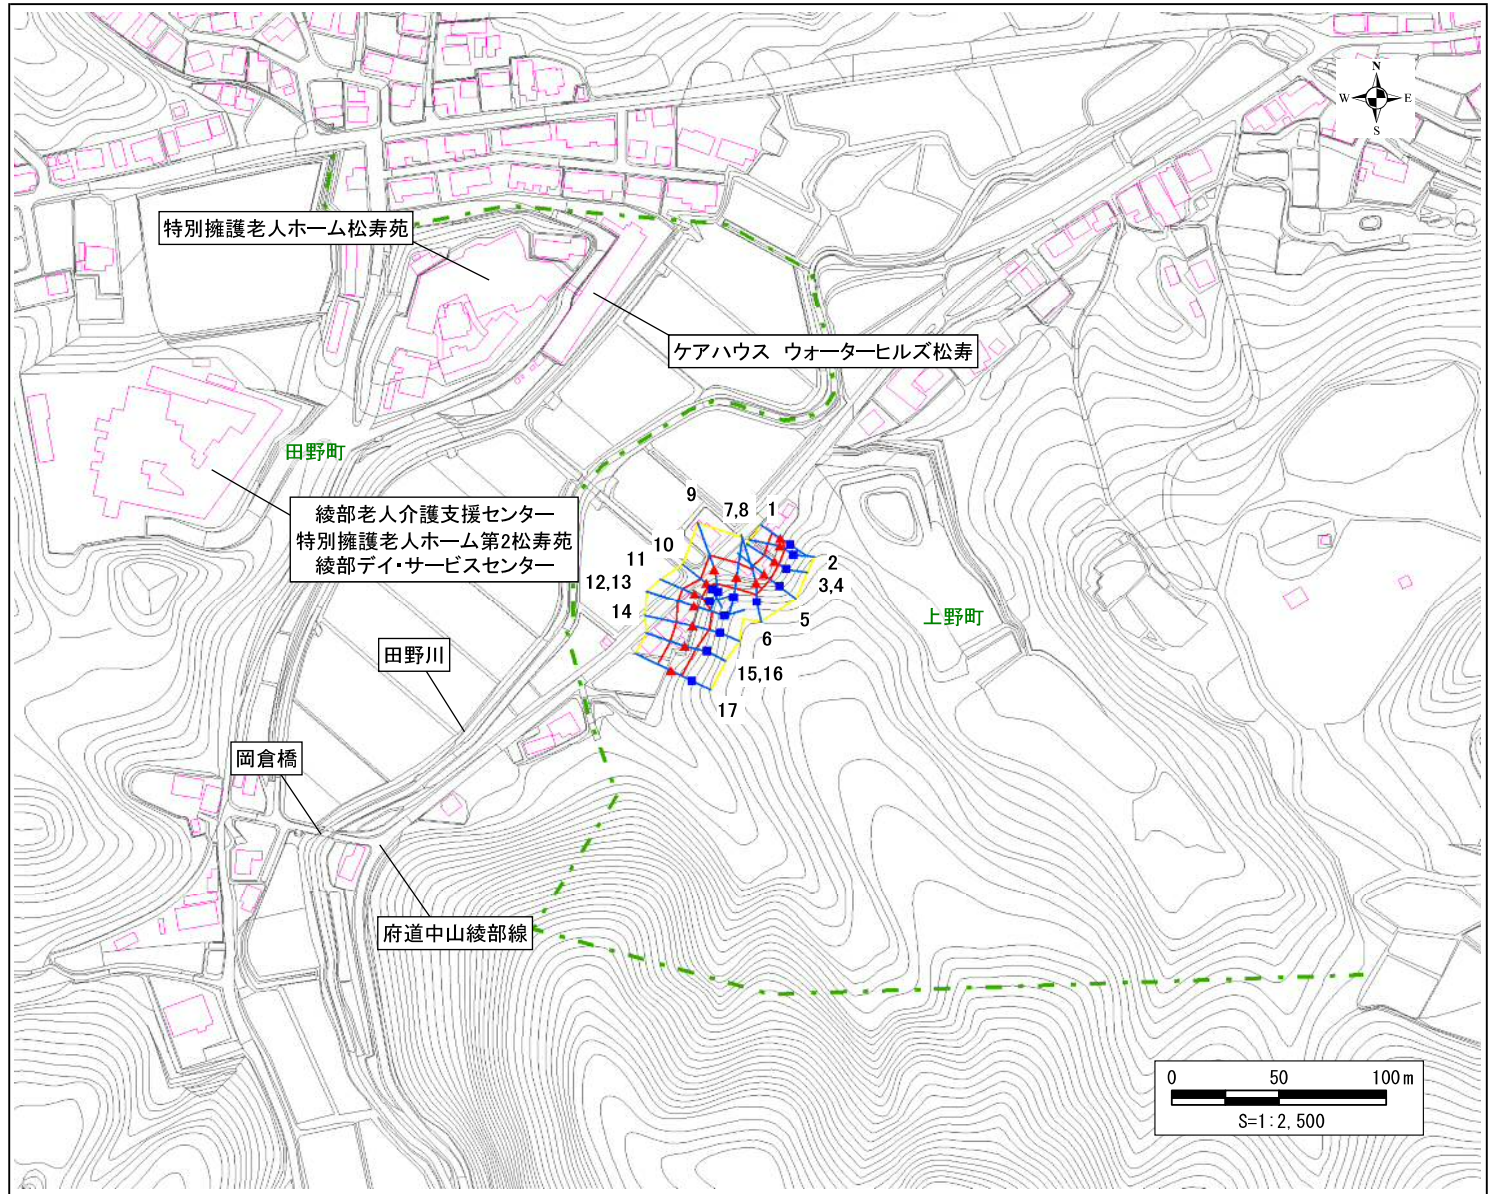 N
W
E
S
特別擁護老人ホーム松寿苑
ケアハウス ウォーターヒルズ松寿
田野町
綾部老人介護支援センター
特別擁護老人ホーム第2松寿苑
綾部デイ・サービスセンター
9
7,8
1
10
11
2
12,13
3,4
14
5
上野町
6
田野川
15,16
17
岡倉橋
府道中山綾部線
0
50
100m
S=1:2,500